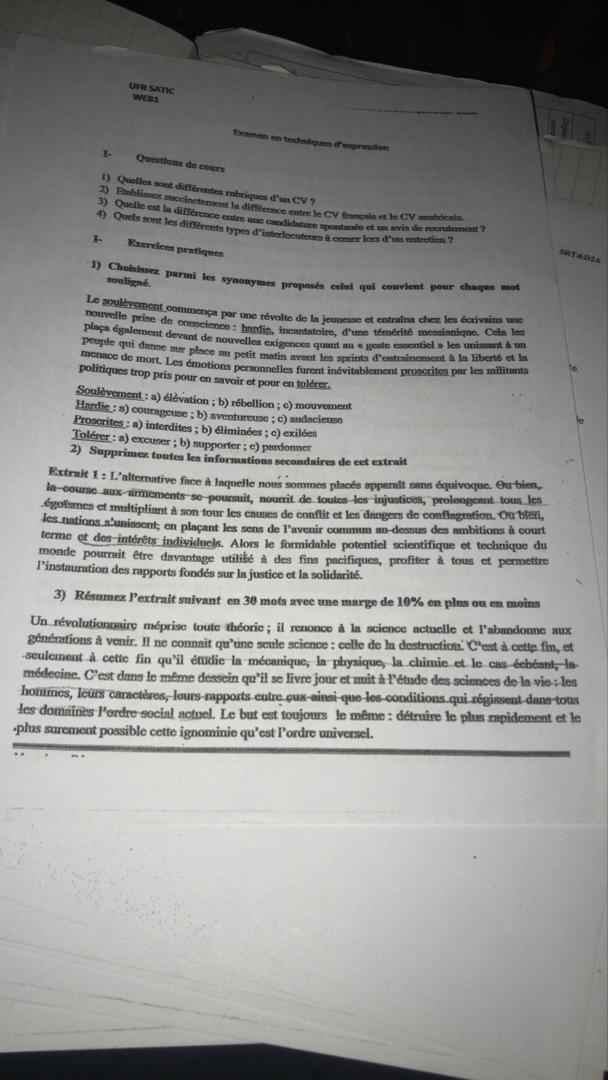 UFR SATIC
WEB1
Examen en techniques d'expression
I- Questions de cours
1) Quelles sont différentes rubriques d'un CV ?
2) Etablissez succinctement la différence entre le CV français et le CV américain.
3) Quelle est la différence entre une candidature spontanée et un avis de recrutement ?
4) Quels sont les différents types d'interlocuteurs à cerner lors d'un entretien ?
I- Exercices pratiques
1) Choisissez parmi les synonymes proposés celui qui convient pour chaque mot
souligné.
Le soulèvement commença par une révolte de la jeunesse et entraîna chez les écrivains une
nouvelle prise de conscience : hardie, incantatoire, d'une témérité messianique. Cela les
plaça également devant de nouvelles exigences quant au « geste essentiel » les unissant à un
peuple qui danse sur place au petit matin avant les sprints d'entrainement à la liberté et la
menace de mort. Les émotions personnelles furent inévitablement proscrites par les militants
politiques trop pris pour en savoir et pour en tolérer.
Soulèvement : a) élévation ; b) rébellion ; c) mouvement
Hardie : a) courageuse ; b) aventureuse ; c) audacieuse
Proscrites : a) interdites ; b) éliminées ; c) exilées
Tolérer : a) excuser ; b) supporter ; c) pardonner
2) Supprimez toutes les informations secondaires de cet extrait
Extrait 1 : L'alternative face à laquelle nous sommes placés apparaît sans équivoque. Ou bien,
la course aux armements se poursuit, nourrit de toutes les injustices, prolongeant tous les
égoïsmes et multipliant à son tour les causes de conflit et les dangers de conflagration. Ou bien,
les nations s'unissent, en plaçant les sens de l'avenir commun au-dessus des ambitions à court
terme et des intérêts individuels. Alors le formidable potentiel scientifique et technique du
monde pourrait être davantage utilisé à des fins pacifiques, profiter à tous et permettre
l'instauration des rapports fondés sur la justice et la solidarité.
3) Résumez l'extrait suivant en 30 mots avec une marge de 10% en plus ou en moins
Un révolutionnaire méprise toute théorie ; il renonce à la science actuelle et l'abandonne aux
générations à venir. Il ne connait qu'une seule science : celle de la destruction. C'est à cette fin, et
seulement à cette fin qu'il étudie la mécanique, la physique, la chimie et le cas échéant, la
médecine. C'est dans le même dessein qu'il se livre jour et nuit à l'étude des sciences de la vie : les
hommes, leurs caractères, leurs rapports entre eux ainsi que les conditions qui régissent dans tous
les domaines l'ordre social actuel. Le but est toujours le même : détruire le plus rapidement et le
plus surement possible cette ignominie qu'est l'ordre universel.
SRT&D2A